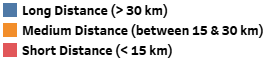 Long Distance (> 30 km)
Medium Distance (between 15 & 30 km)
Short Distance (< 15 km)